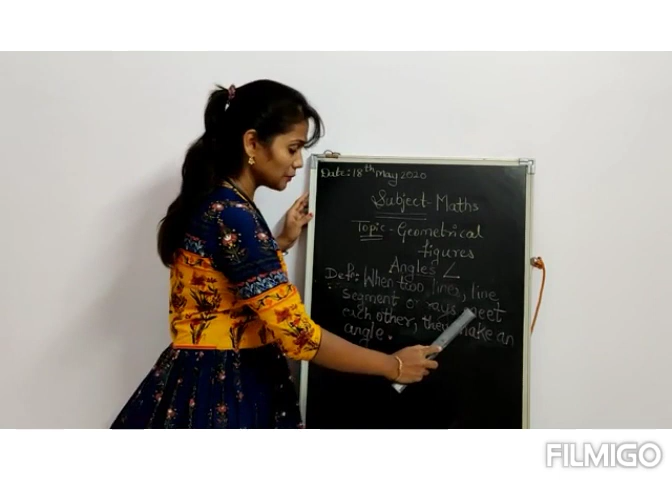 Date: 18th May 2020
Subject - Maths
Topic - Geometrical
figures
Angles ∠
Defn: When two lines, line
segment or rays meet
each other, they make an
angle.
FILMIGO